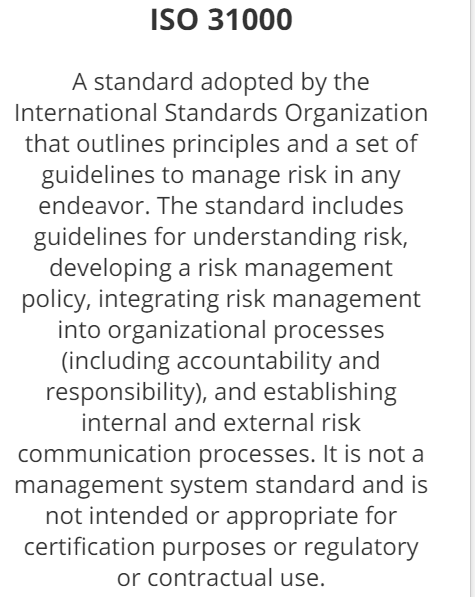 ISO 31000
A standard adopted by the
International Standards Organization
that outlines principles and a set of
guidelines to manage risk in any
endeavor. The standard includes
guidelines for understanding risk,
developing a risk management
policy, integrating risk management
into organizational processes
(including accountability and
responsibility), and establishing
internal and external risk
communication processes. It is not a
management system standard and is
not intended or appropriate for
certification purposes or regulatory
or contractual use.